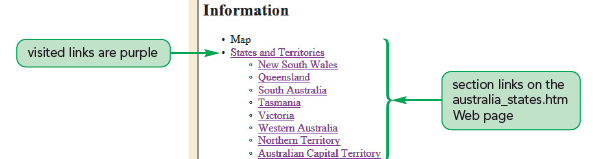 Information
• Map
visited links are purple
• States and Territories
◦ New South Wales
◦ Queensland
◦ South Australia
◦ Tasmania
◦ Victoria
◦ Western Australia
◦ Northern Territory
◦ Australian Capital Territory
section links on the
australia_states.htm
Web page